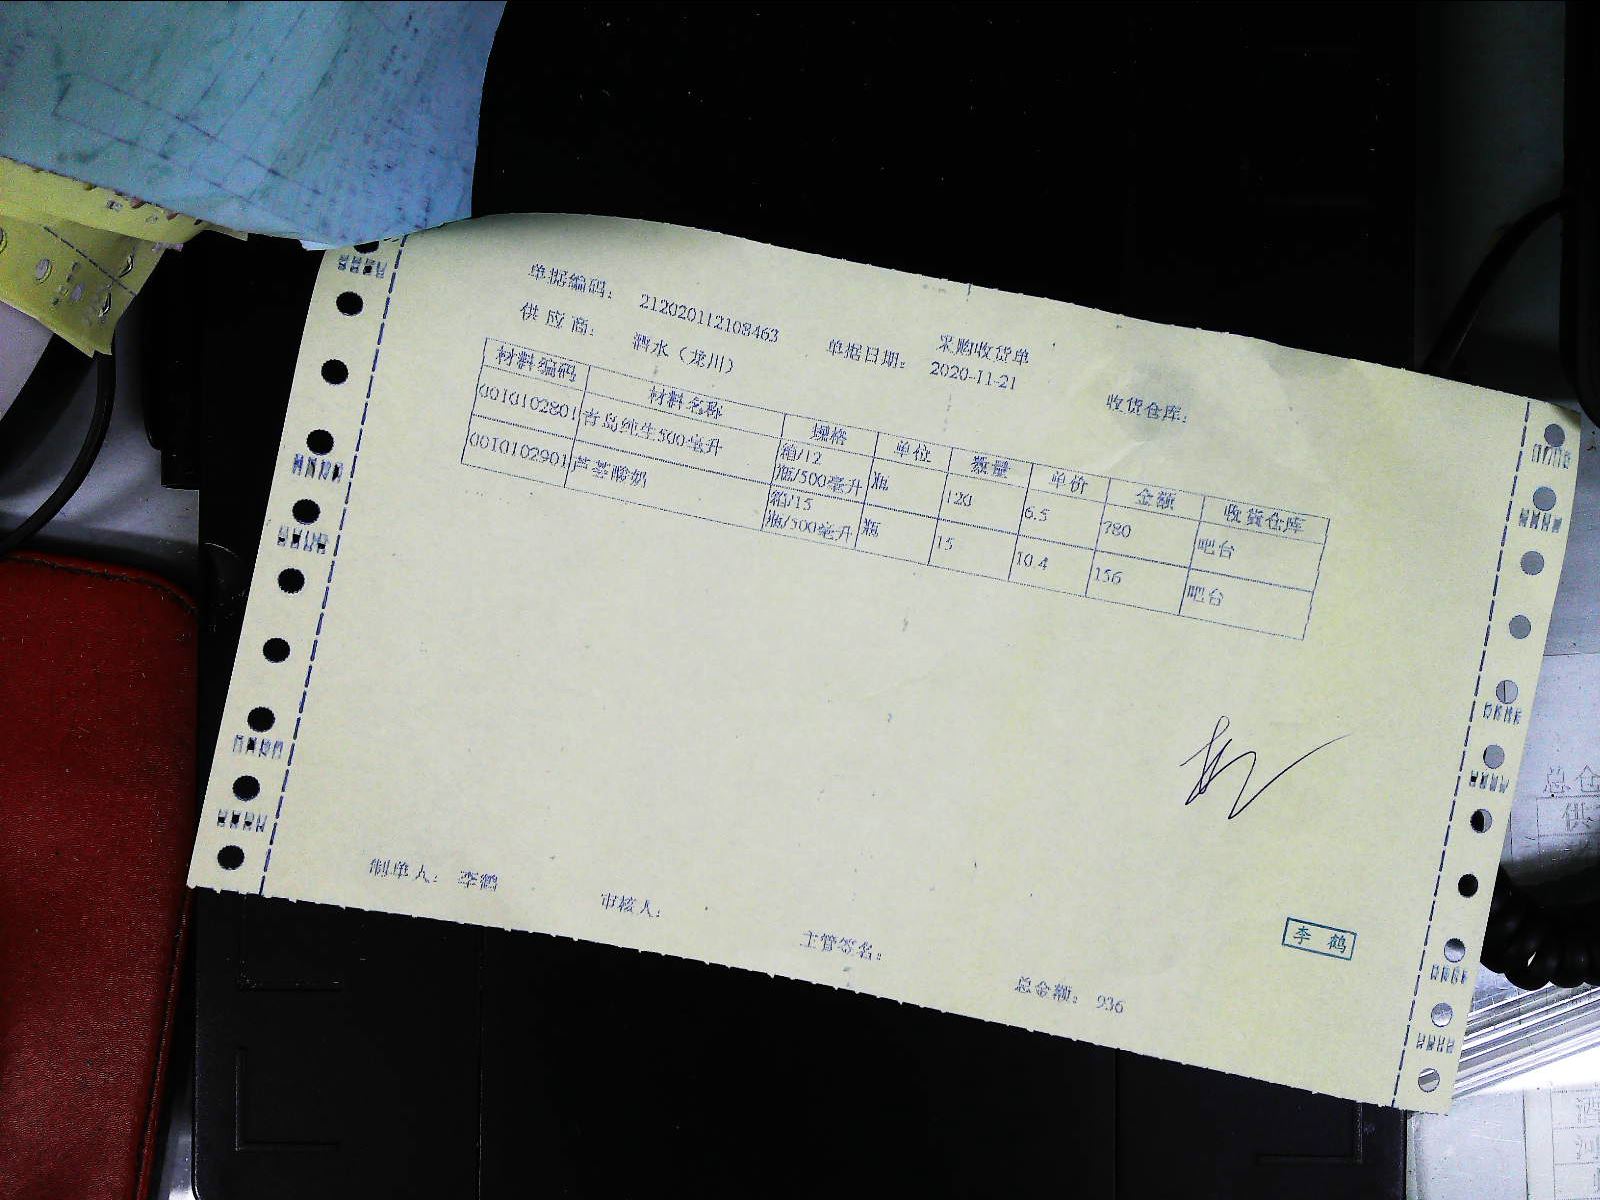 采购收货单
单据编码: 212020112108463 单据日期: 2020-11-21 收货仓库:
供应商: 酒水（龙川）
材料编码 材料名称 规格 单位 数量 单价 金额 收货仓库
0010102801 青岛纯生500毫升 箱/12瓶/500毫升 瓶 120 6.5 780 吧台
0010102901 芦荟酸奶 箱/15瓶/500毫升 瓶 15 10.4 156 吧台
制单人: 李鹤 审核人: 主管签名: 总金额: 936
李鹤
总仓
供
酒
河